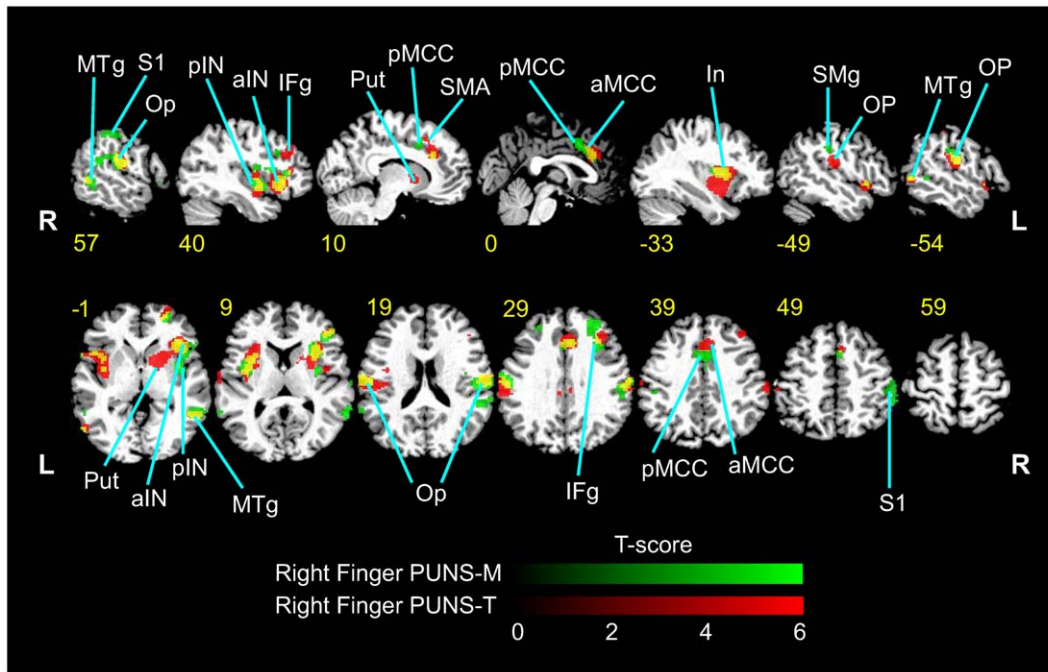 MTg S1 pIN aIN IFg Put pMCC SMA pMCC aMCC In SMg OP MTg OP
Op
R L
57 40 10 0 -33 -49 -54
-1 9 19 29 39 49 59
L R
Put aIN pIN MTg Op IFg pMCC aMCC S1
T-score
Right Finger PUNS-M
Right Finger PUNS-T
0 2 4 6